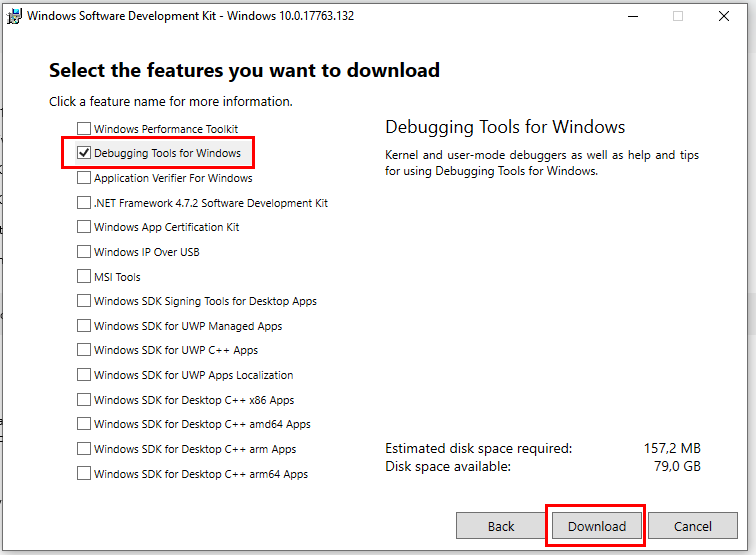 Windows Software Development Kit - Windows 10.0.17763.132
Select the features you want to download
Click a feature name for more information.
Windows Performance Toolkit
Debugging Tools for Windows
Application Verifier For Windows
.NET Framework 4.7.2 Software Development Kit
Windows App Certification Kit
Windows IP Over USB
MSI Tools
Windows SDK Signing Tools for Desktop Apps
Windows SDK for UWP Managed Apps
Windows SDK for UWP C++ Apps
Windows SDK for UWP Apps Localization
Windows SDK for Desktop C++ x86 Apps
Windows SDK for Desktop C++ amd64 Apps
Windows SDK for Desktop C++ arm Apps
Windows SDK for Desktop C++ arm64 Apps
Debugging Tools for Windows
Kernel and user-mode debuggers as well as help and tips
for using Debugging Tools for Windows.
Estimated disk space required: 157,2 MB
Disk space available: 79,0 GB
Back Download Cancel